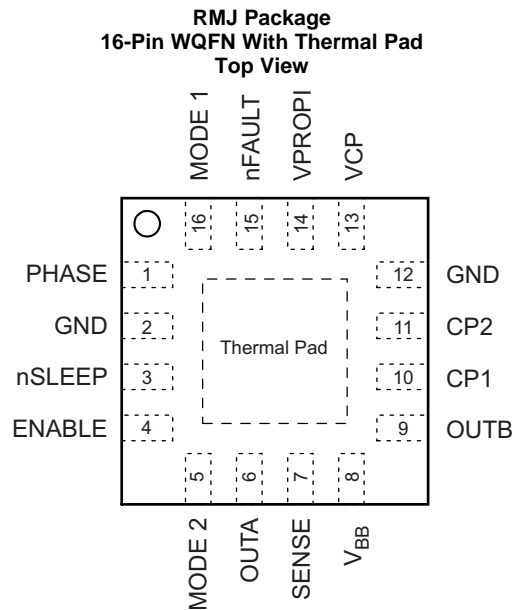 RMJ Package
16-Pin WQFN With Thermal Pad
Top View
MODE 1
nFAULT
VPROPI
VCP
16
15
14
13
PHASE
1
12
GND
GND
2
11
CP2
nSLEEP
3
10
CP1
ENABLE
4
9
OUTB
Thermal Pad
5
6
7
8
MODE 2
OUTA
SENSE
VBB